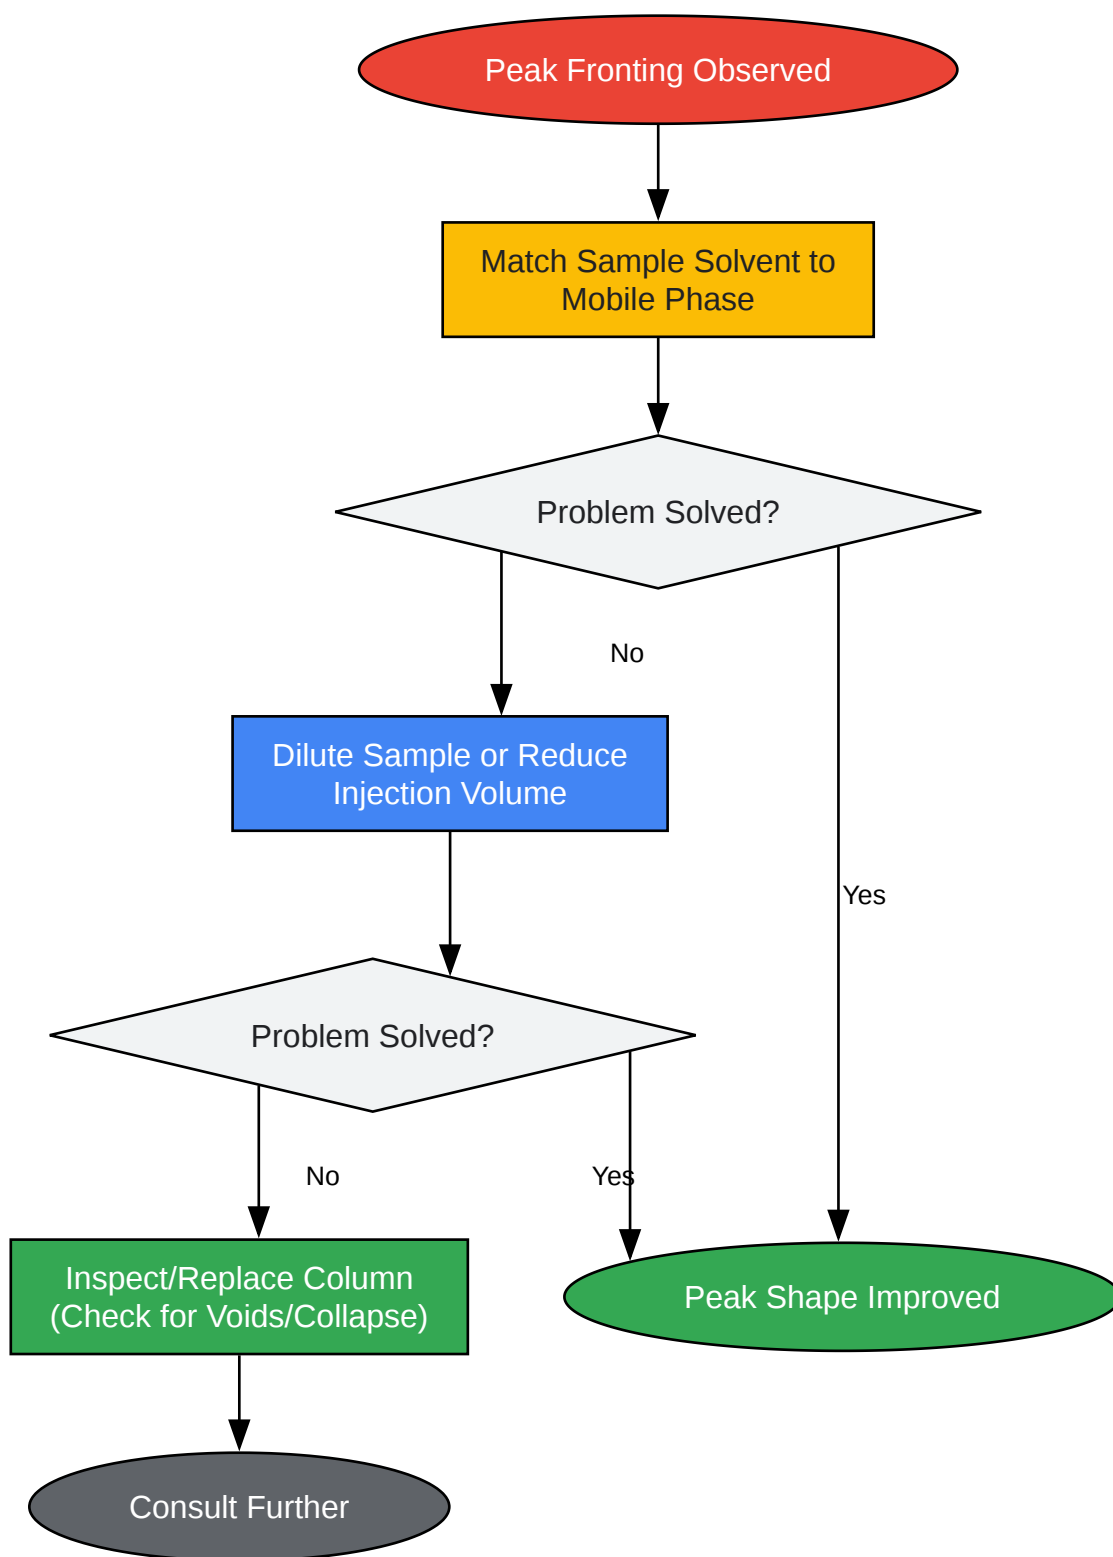 Peak Fronting Observed
Match Sample Solvent to
Mobile Phase
Problem Solved?
No
Dilute Sample or Reduce
Injection Volume
Yes
Problem Solved?
No
Yes
Inspect/Replace Column
(Check for Voids/Collapse)
Peak Shape Improved
Consult Further